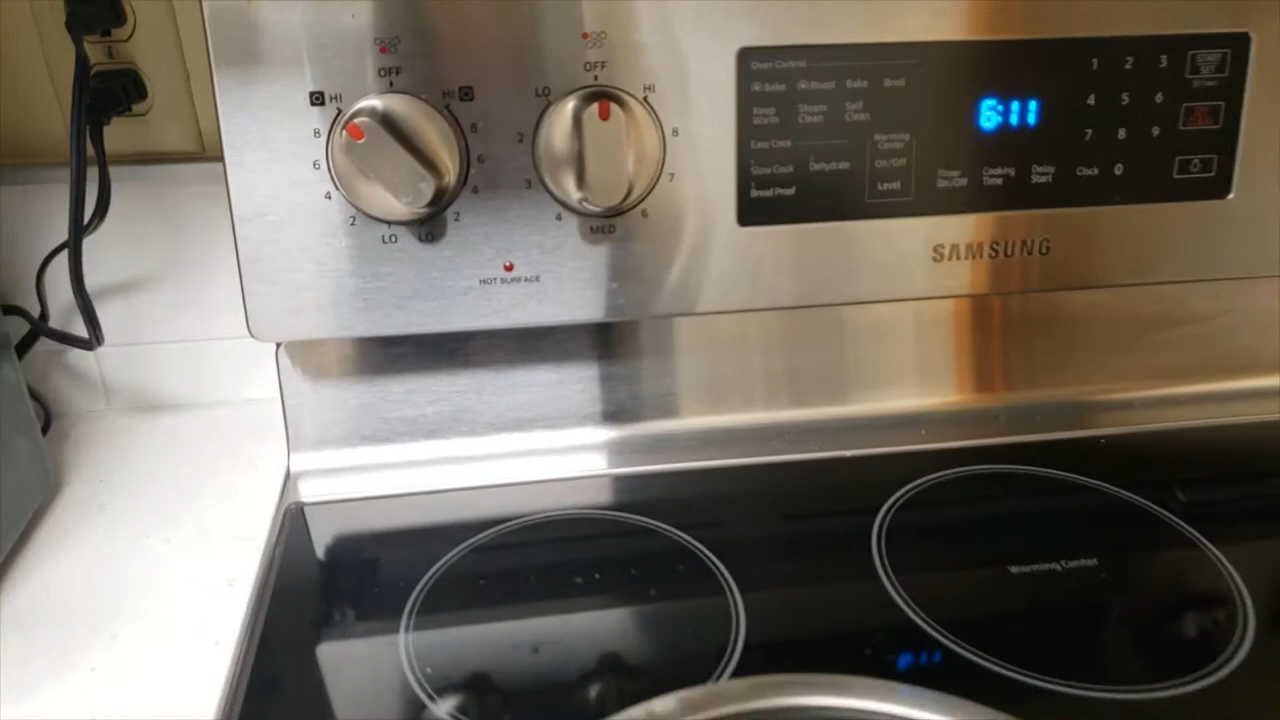 OFF
HI HI
8 8
6 6
4 4
2 2
LO LO
OFF
LO HI
2 8
3 7
4 6
MED
HOT SURFACE
Oven Control
Bake Roast Bake Broil
Keep Warm Steam Clean Self Clean
Easy Cook
Slow Cook Dehydrate
Bread Proof
Warming Center
On/Off
Level
6:11
Timer On/Off Cooking Time Delay Start
1 2 3
4 5 6
7 8 9
Clock 0
START
SET
SAMSUNG
Warming Center
6:11